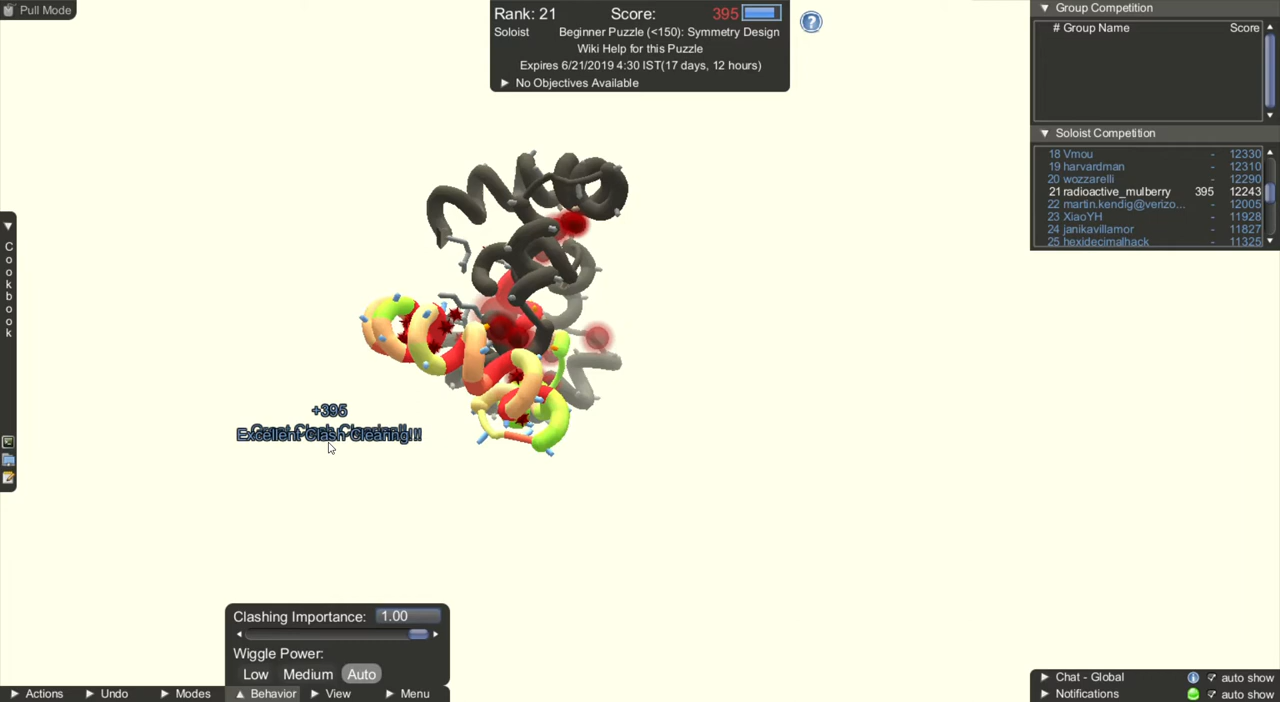 Pull Mode
Rank: 21 Score: 395
Soloist Beginner Puzzle (<150): Symmetry Design
Wiki Help for this Puzzle
Expires 6/21/2019 4:30 IST(17 days, 12 hours)
No Objectives Available
?
Group Competition
# Group Name Score
Soloist Competition
18 Vmou - 12330
19 harvardman - 12310
20 wozzarelli - 12290
21 radioactive_mulberry 395 12243
22 martin.kendig@verizo... - 12005
23 XiaoYH - 11928
24 janikavillamor - 11827
25 hexidecimalhack - 11325
Cookbook
+395
Excellent Clash Clearing!!!
Clashing Importance: 1.00
Wiggle Power:
Low Medium Auto
Actions Undo Modes Behavior View Menu
Chat - Global auto show
Notifications auto show